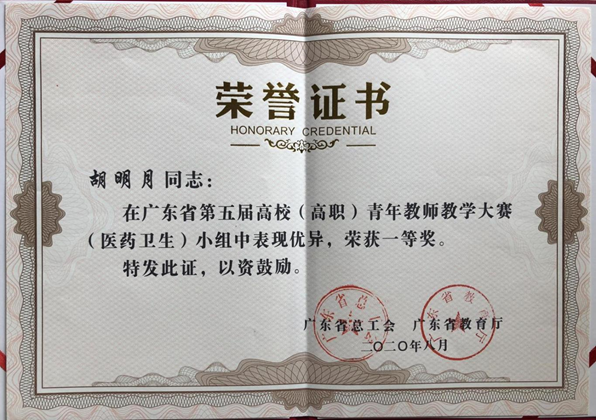 荣誉证书
HONORARY CREDENTIAL
胡明月同志：
在广东省第五届高校（高职）青年教师教学大赛
（医药卫生）小组中表现优异，荣获一等奖。
特发此证，以资鼓励。
广东省总工会 广东省教育厅
二〇二〇年八月